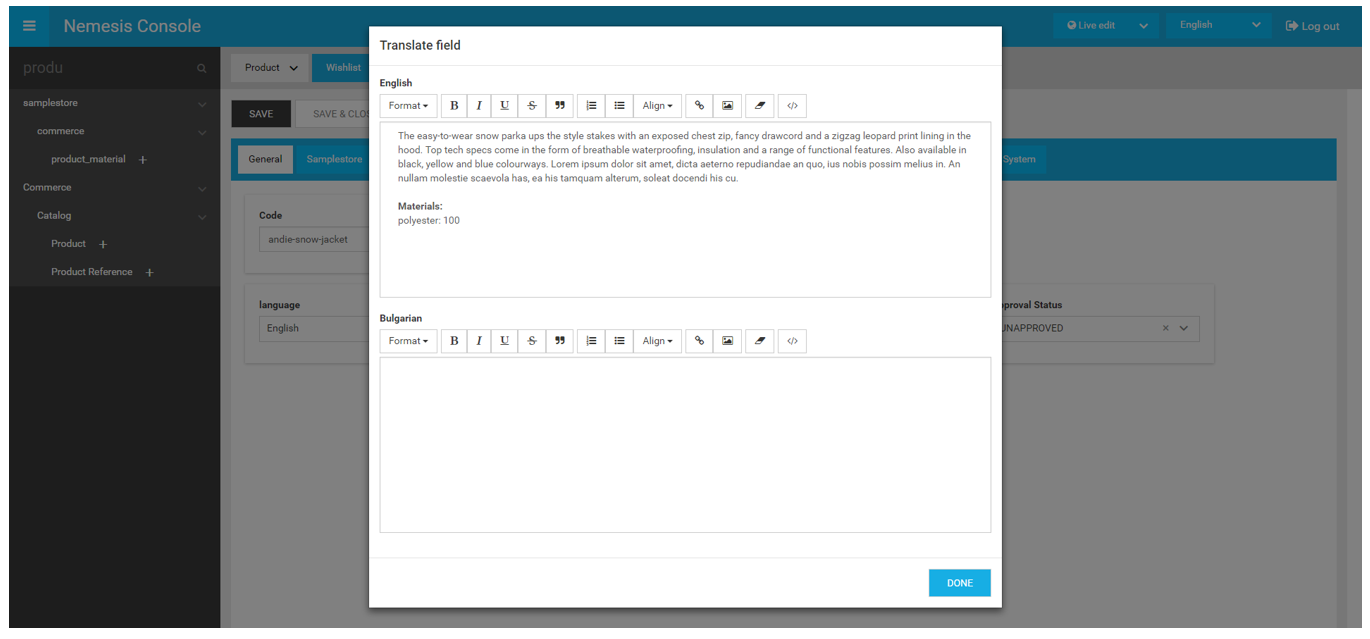 Nemesis Console
Live edit
English
Log out
produ
samplestore
commerce
product_material
Commerce
Catalog
Product
Product Reference
Product
Wishlist
SAVE
SAVE & CLO
General
Samplestore
System
Code
andie-snow-jacket
language
English
proval Status
UNAPPROVED
Translate field
English
Format
B I U S
Align
The easy-to-wear snow parka ups the style stakes with an exposed chest zip, fancy drawcord and a zigzag leopard print lining in the
hood. Top tech specs come in the form of breathable waterproofing, insulation and a range of functional features. Also available in
black, yellow and blue colourways. Lorem ipsum dolor sit amet, dicta aeterno repudiandae an quo, ius nobis possim melius in. An
nullam molestie scaevola has, ea his tamquam alterum, soleat docendi his cu.
Materials:
polyester: 100
Bulgarian
Format
B I U S
Align
DONE